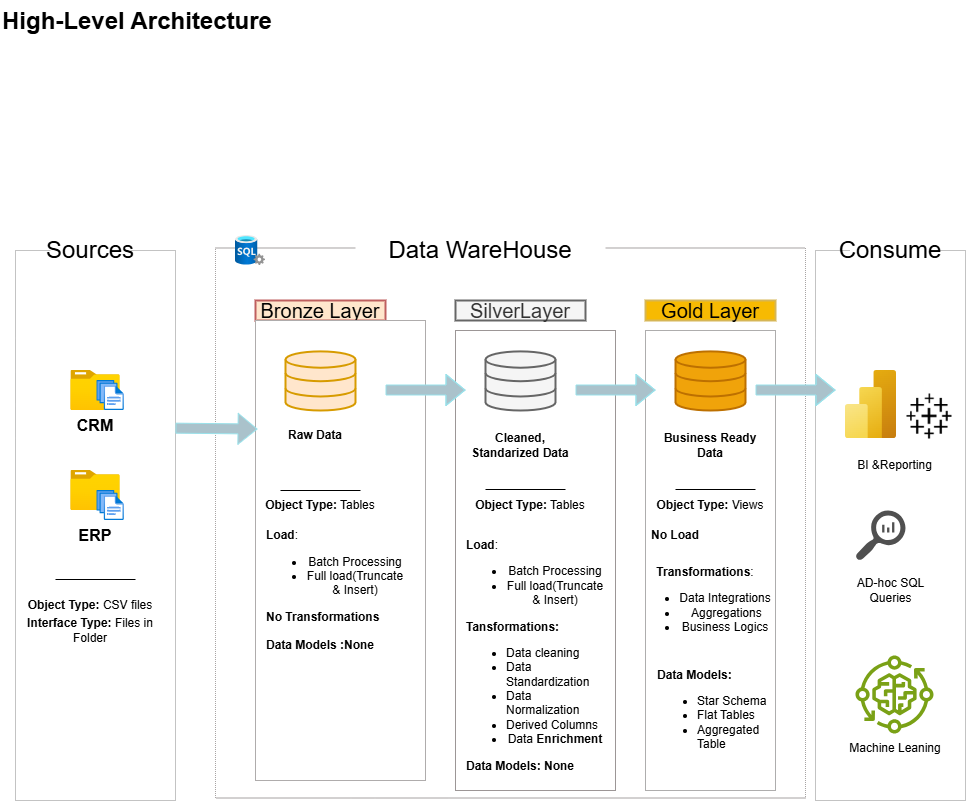 High-Level Architecture
Sources
CRM
ERP
Object Type: CSV files
Interface Type: Files in
Folder
SQL
Data WareHouse
Bronze Layer
Raw Data
Object Type: Tables
Load:
• Batch Processing
• Full load(Truncate
& Insert)
No Transformations
Data Models :None
SilverLayer
Cleaned,
Standarized Data
Object Type: Tables
Load:
• Batch Processing
• Full load(Truncate
& Insert)
Tansformations:
• Data cleaning
• Data
Standardization
• Data
Normalization
• Derived Columns
• Data Enrichment
Data Models: None
Gold Layer
Business Ready
Data
Object Type: Views
No Load
Transformations:
• Data Integrations
• Aggregations
• Business Logics
Data Models:
• Star Schema
• Flat Tables
• Aggregated
Table
Consume
BI &Reporting
AD-hoc SQL
Queries
Machine Leaning